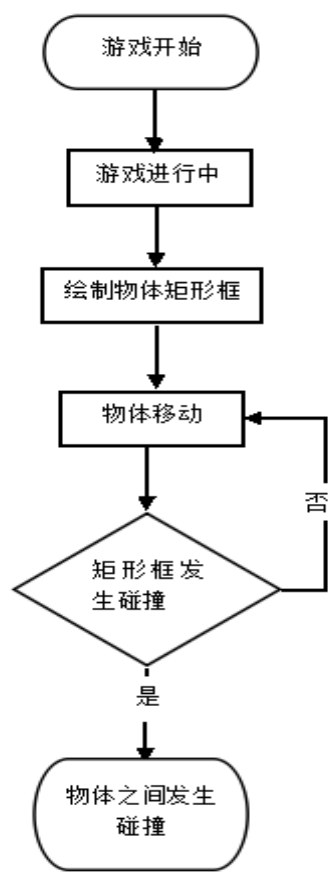 游戏开始
游戏进行中
绘制物体矩形框
物体移动
否
矩形框发
生碰撞
是
物体之间发生
碰撞